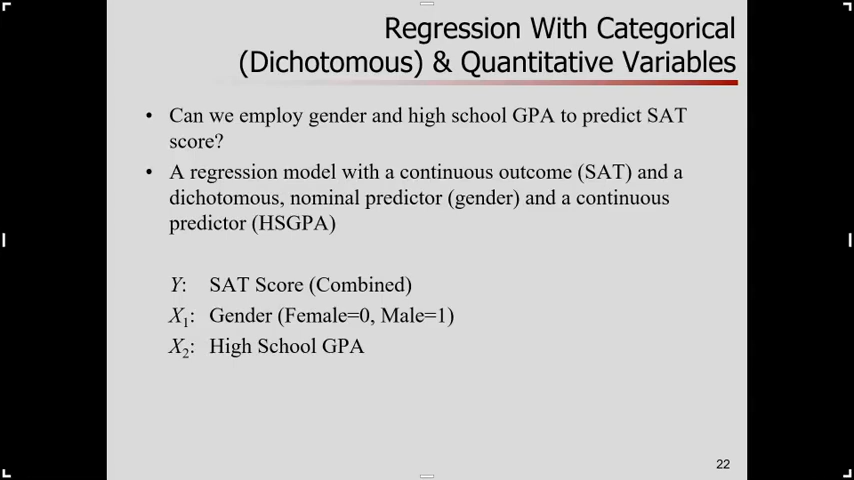 Regression With Categorical
(Dichotomous) & Quantitative Variables
• Can we employ gender and high school GPA to predict SAT
score?
• A regression model with a continuous outcome (SAT) and a
dichotomous, nominal predictor (gender) and a continuous
predictor (HSGPA)
Y: SAT Score (Combined)
X1: Gender (Female=0, Male=1)
X2: High School GPA
22